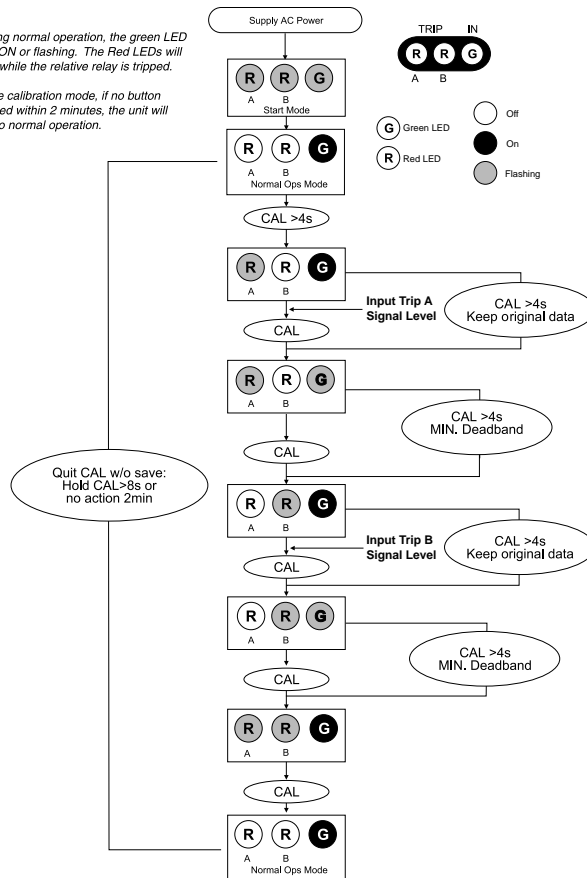 ng normal operation, the green LED
ON or flashing. The Red LEDs will
while the relative relay is tripped.
e calibration mode, if no button
ed within 2 minutes, the unit will
o normal operation.
Supply AC Power
TRIP IN
R R G
A B
G Green LED
R Red LED
Off
On
Flashing
R R G
A B
Start Mode
R R G
A B
Normal Ops Mode
CAL >4s
R R G
A B
Input Trip A
Signal Level
CAL >4s
Keep original data
CAL
R R G
A B
CAL >4s
MIN. Deadband
CAL
Quit CAL w/o save:
Hold CAL>8s or
no action 2min
R R G
A B
Input Trip B
Signal Level
CAL >4s
Keep original data
CAL
R R G
A B
CAL >4s
MIN. Deadband
CAL
R R G
A B
CAL
R R G
A B
Normal Ops Mode